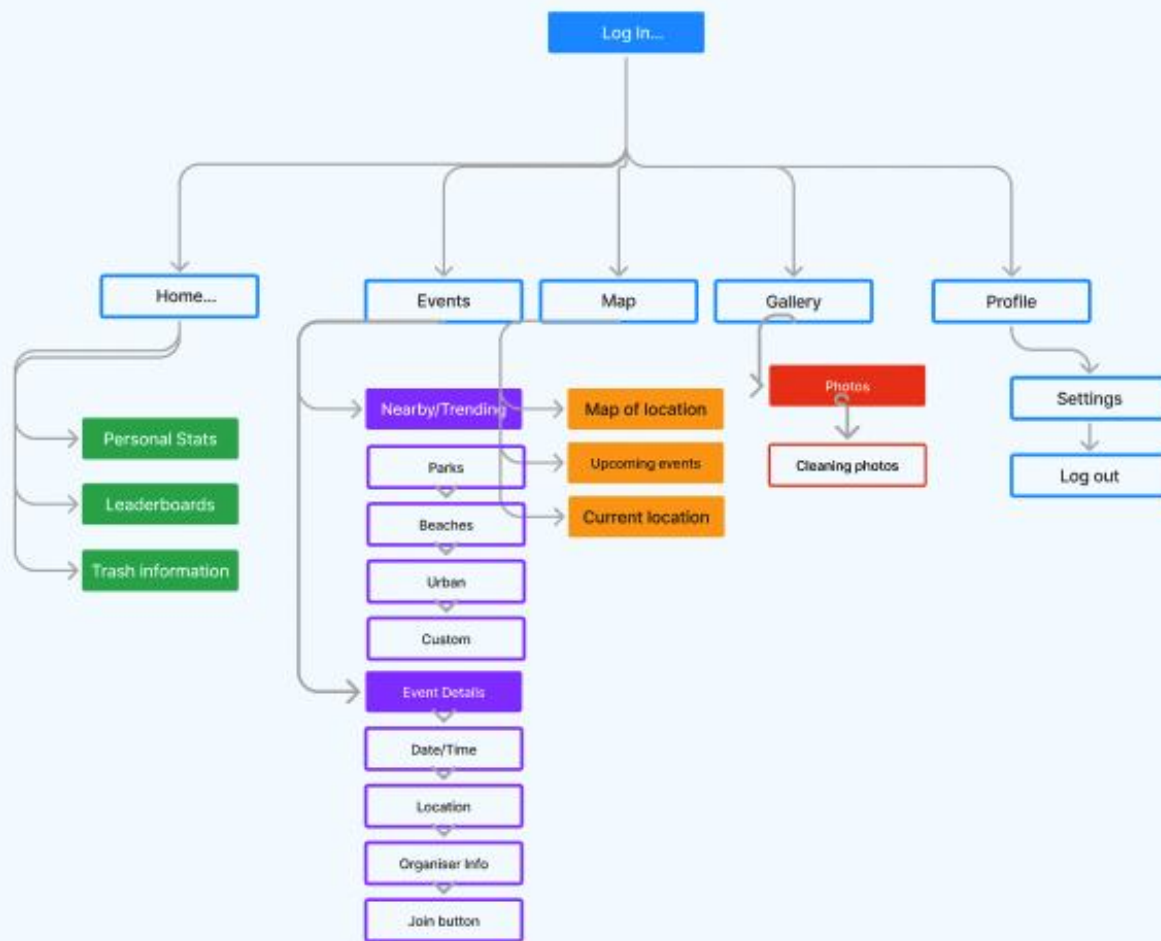 Log In...
Home...
Events
Map
Gallery
Profile
Personal Stats
Leaderboards
Trash information
Nearby/Trending
Parks
Beaches
Urban
Custom
Event Details
Date/Time
Location
Organiser Info
Join button
Map of location
Upcoming events
Current location
Photos
Cleaning photos
Settings
Log out